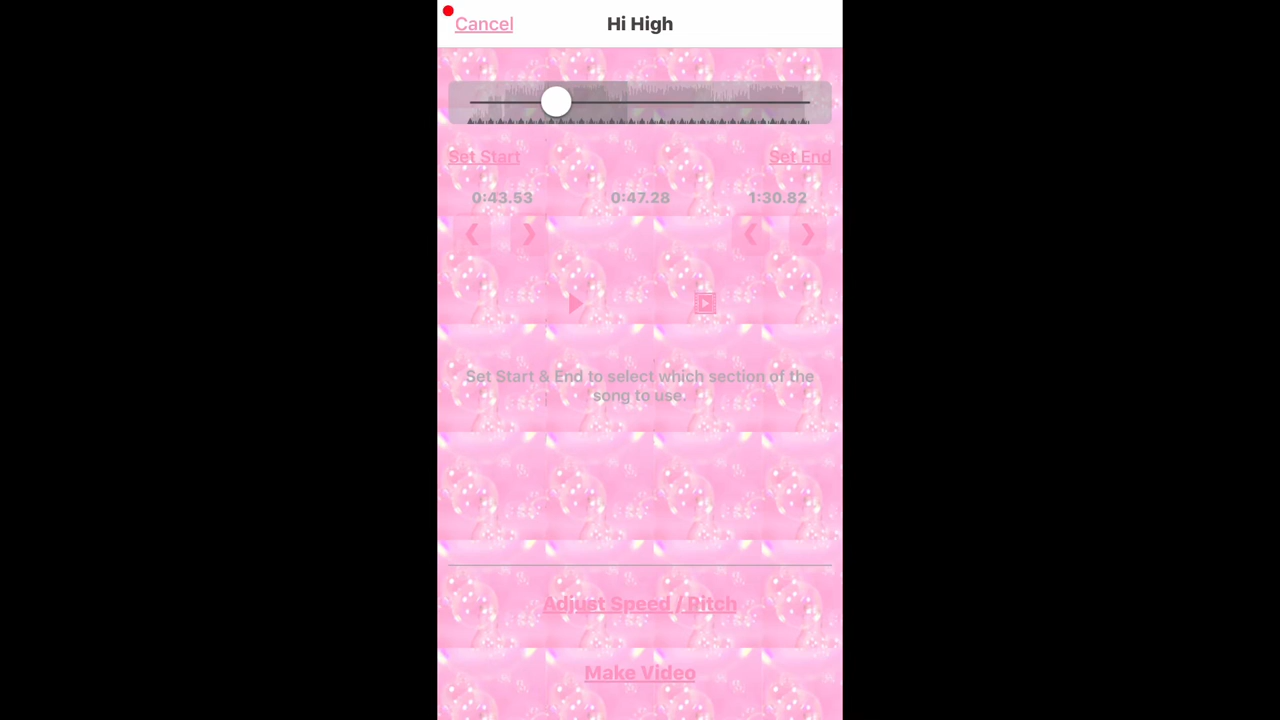 Cancel
Hi High
Set Start
Set End
0:43.53
0:47.28
1:30.82
Set Start & End to select which section of the
song to use.
Adjust Speed / Pitch
Make Video